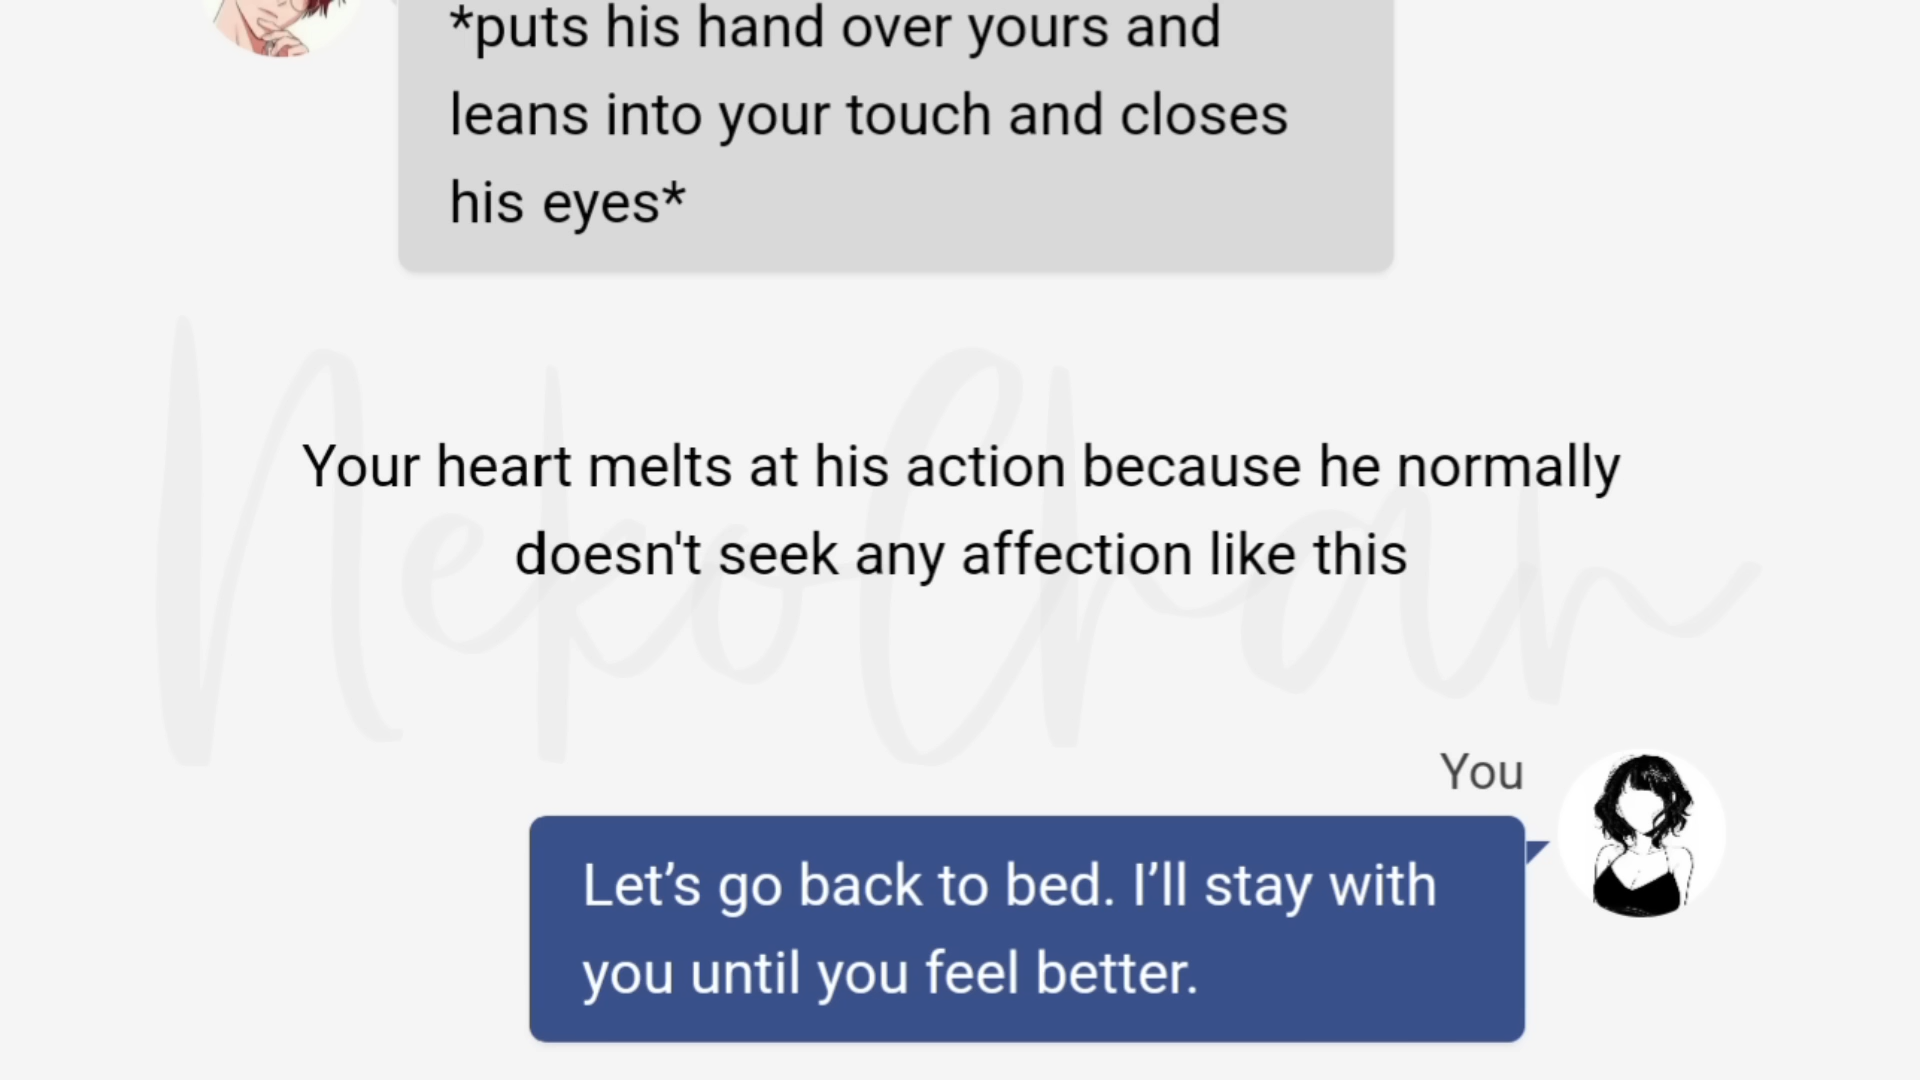 *puts his hand over yours and
leans into your touch and closes
his eyes*
Your heart melts at his action because he normally
doesn't seek any affection like this
NekoChan
You
Let’s go back to bed. I’ll stay with
you until you feel better.